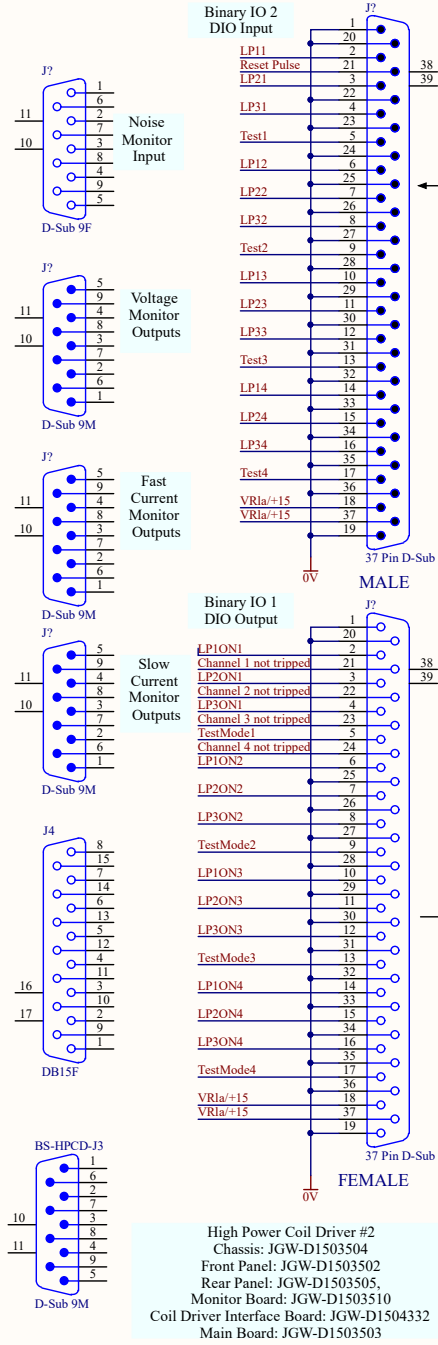 Binary IO 2
DIO Input
J?
1
20
LP11
2
Reset Pulse
21
38
LP21
3
39
22
LP31
4
23
Test1
5
24
LP12
6
25
LP22
7
26
LP32
8
27
Test2
9
28
LP13
10
29
LP23
11
30
LP33
12
31
Test3
13
32
LP14
14
33
LP24
15
34
LP34
16
35
Test4
17
36
VRla/+15
18
VRla/+15
37
19
37 Pin D-Sub
0V
MALE
J?
1
6
11
2
7
10
3
8
4
9
5
D-Sub 9F
Noise
Monitor
Input
J?
5
9
11
4
8
10
3
7
2
6
1
D-Sub 9M
Voltage
Monitor
Outputs
J?
5
9
11
4
8
10
3
7
2
6
1
D-Sub 9M
Fast
Current
Monitor
Outputs
J?
5
9
11
4
8
10
3
7
2
6
1
D-Sub 9M
Slow
Current
Monitor
Outputs
Binary IO 1
DIO Output
J?
1
20
LP1ON1
2
Channel 1 not tripped
21
38
LP2ON1
3
39
Channel 2 not tripped
22
LP3ON1
4
Channel 3 not tripped
23
TestMode1
5
Channel 4 not tripped
24
LP1ON2
6
25
LP2ON2
7
26
LP3ON2
8
27
TestMode2
9
28
LP1ON3
10
29
LP2ON3
11
30
LP3ON3
12
31
TestMode3
13
32
LP1ON4
14
33
LP2ON4
15
34
LP3ON4
16
35
TestMode4
17
36
VRla/+15
18
VRla/+15
37
19
37 Pin D-Sub
0V
FEMALE
J4
8
15
7
14
6
13
5
12
4
11
16
3
10
17
2
9
1
DB15F
BS-HPCD-J3
1
6
2
7
10
3
8
11
4
9
5
D-Sub 9M
High Power Coil Driver #2
Chassis: JGW-D1503504
Front Panel: JGW-D1503502
Rear Panel: JGW-D1503505,
Monitor Board: JGW-D1503510
Coil Driver Interface Board: JGW-D1504332
Main Board: JGW-D1503503